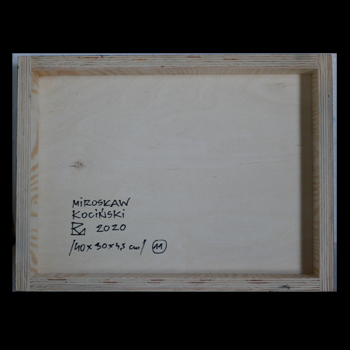 MIROSŁAW
KOCIŃSKI
2020
/40 x 30 x 4,5 cm/ 11